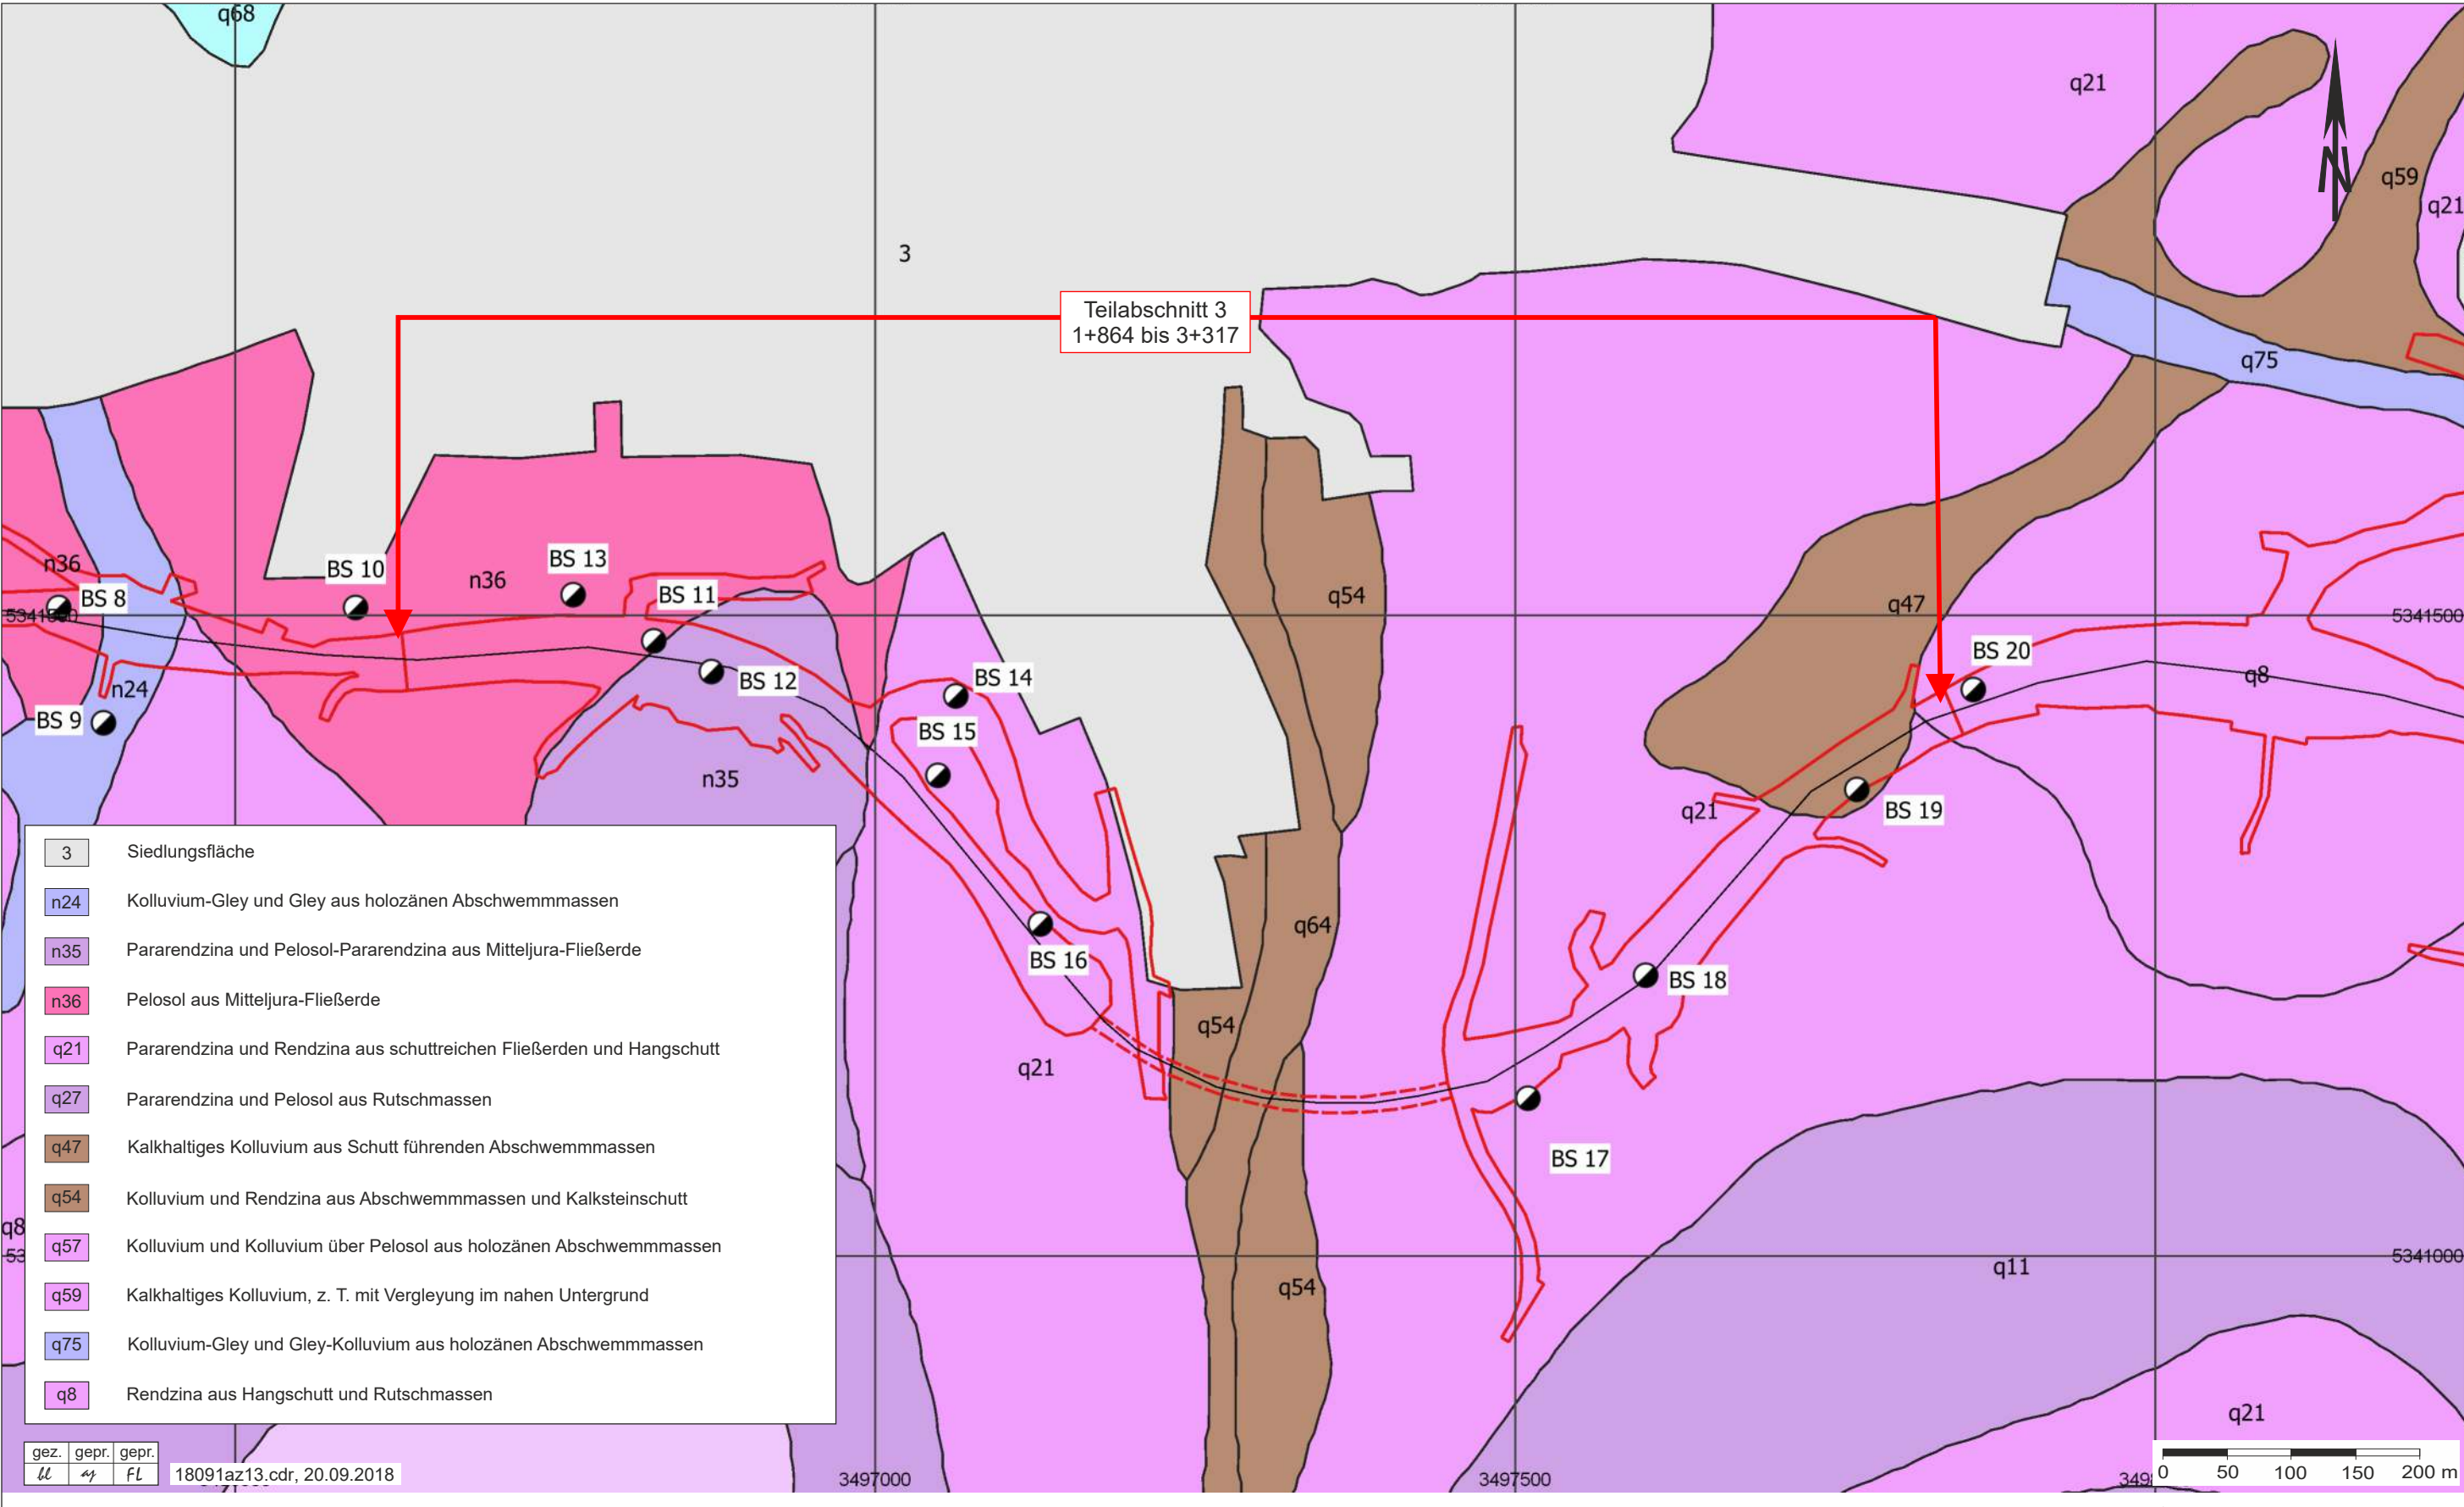 q68
q21
q59
q21
3
Teilabschnitt 3
1+864 bis 3+317
q75
n36
BS 8
BS 10
n36
BS 13
BS 11
q54
q47
5341500
5341500
BS 20
q8
BS 14
BS 12
n24
BS 9
BS 15
n35
q21
BS 19
q64
BS 16
BS 18
q54
q21
BS 17
q8
53
5341000
q11
q54
q21
3 Siedlungsfläche
n24 Kolluvium-Gley und Gley aus holozänen Abschwemmmassen
n35 Pararendzina und Pelosol-Pararendzina aus Mitteljura-Fließerde
n36 Pelosol aus Mitteljura-Fließerde
q21 Pararendzina und Rendzina aus schuttreichen Fließerden und Hangschutt
q27 Pararendzina und Pelosol aus Rutschmassen
q47 Kalkhaltiges Kolluvium aus Schutt führenden Abschwemmmassen
q54 Kolluvium und Rendzina aus Abschwemmmassen und Kalksteinschutt
q57 Kolluvium und Kolluvium über Pelosol aus holozänen Abschwemmmassen
q59 Kalkhaltiges Kolluvium, z. T. mit Vergleyung im nahen Untergrund
q75 Kolluvium-Gley und Gley-Kolluvium aus holozänen Abschwemmmassen
q8 Rendzina aus Hangschutt und Rutschmassen
gez. gepr. gepr.
FL
18091az13.cdr, 20.09.2018
3497000
3497500
349
0 50 100 150 200 m
N